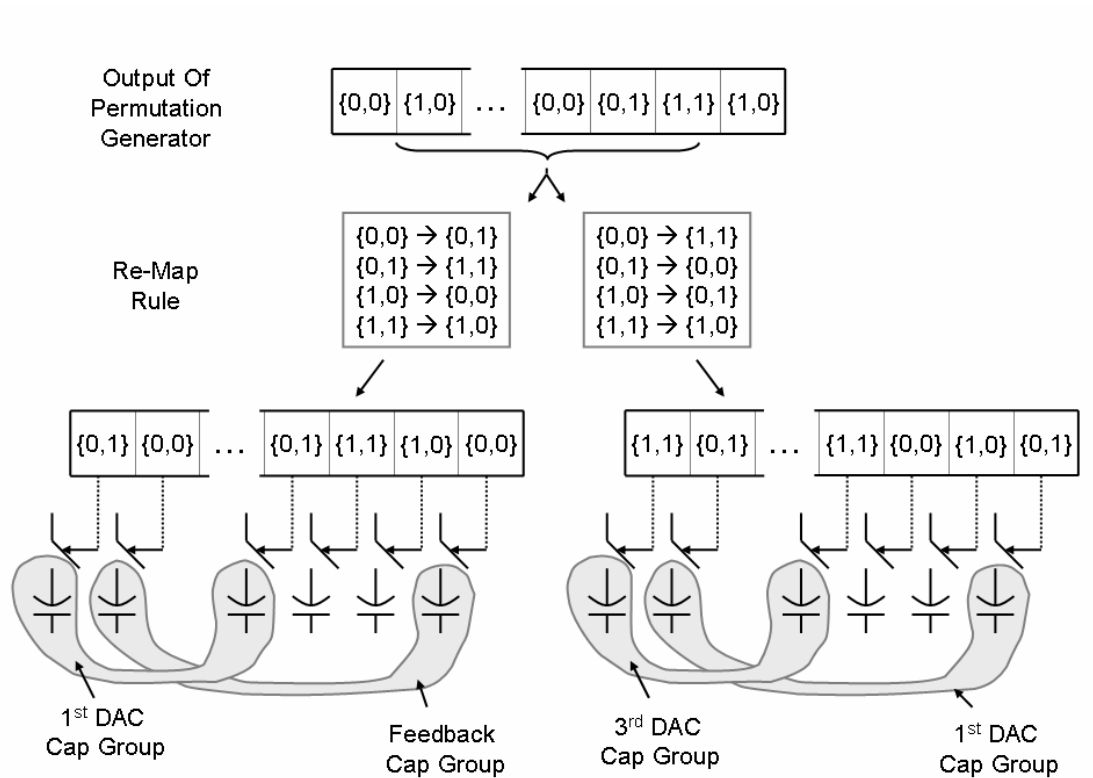 Output Of
Permutation
Generator
{0,0} {1,0} ... {0,0} {0,1} {1,1} {1,0}
Re-Map
Rule
{0,0} → {0,1}
{0,1} → {1,1}
{1,0} → {0,0}
{1,1} → {1,0}
{0,0} → {1,1}
{0,1} → {0,0}
{1,0} → {0,1}
{1,1} → {1,0}
{0,1} {0,0} ... {0,1} {1,1} {1,0} {0,0}
{1,1} {0,1} ... {1,1} {0,0} {1,0} {0,1}
1st DAC
Cap Group
Feedback
Cap Group
3rd DAC
Cap Group
1st DAC
Cap Group